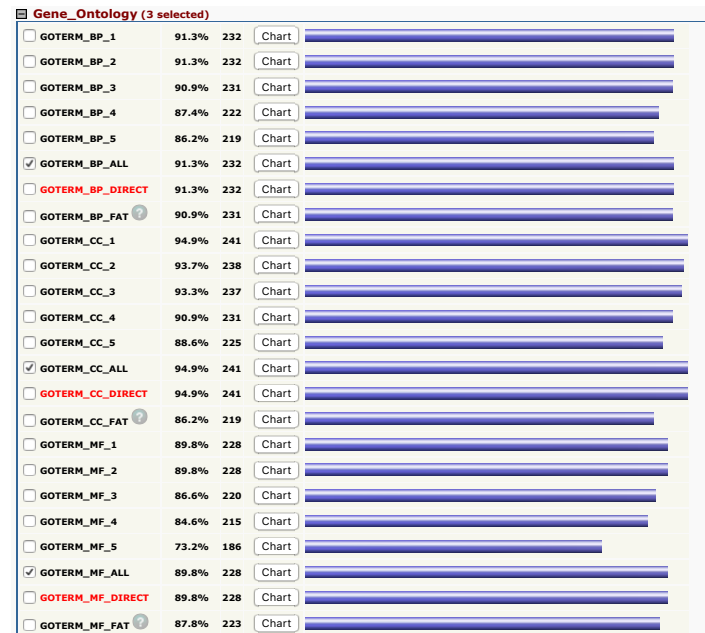 Gene_Ontology (3 selected)
GOTERM_BP_1 91.3% 232 Chart
GOTERM_BP_2 91.3% 232 Chart
GOTERM_BP_3 90.9% 231 Chart
GOTERM_BP_4 87.4% 222 Chart
GOTERM_BP_5 86.2% 219 Chart
GOTERM_BP_ALL 91.3% 232 Chart
GOTERM_BP_DIRECT 91.3% 232 Chart
GOTERM_BP_FAT ? 90.9% 231 Chart
GOTERM_CC_1 94.9% 241 Chart
GOTERM_CC_2 93.7% 238 Chart
GOTERM_CC_3 93.3% 237 Chart
GOTERM_CC_4 90.9% 231 Chart
GOTERM_CC_5 88.6% 225 Chart
GOTERM_CC_ALL 94.9% 241 Chart
GOTERM_CC_DIRECT 94.9% 241 Chart
GOTERM_CC_FAT ? 86.2% 219 Chart
GOTERM_MF_1 89.8% 228 Chart
GOTERM_MF_2 89.8% 228 Chart
GOTERM_MF_3 86.6% 220 Chart
GOTERM_MF_4 84.6% 215 Chart
GOTERM_MF_5 73.2% 186 Chart
GOTERM_MF_ALL 89.8% 228 Chart
GOTERM_MF_DIRECT 89.8% 228 Chart
GOTERM_MF_FAT ? 87.8% 223 Chart